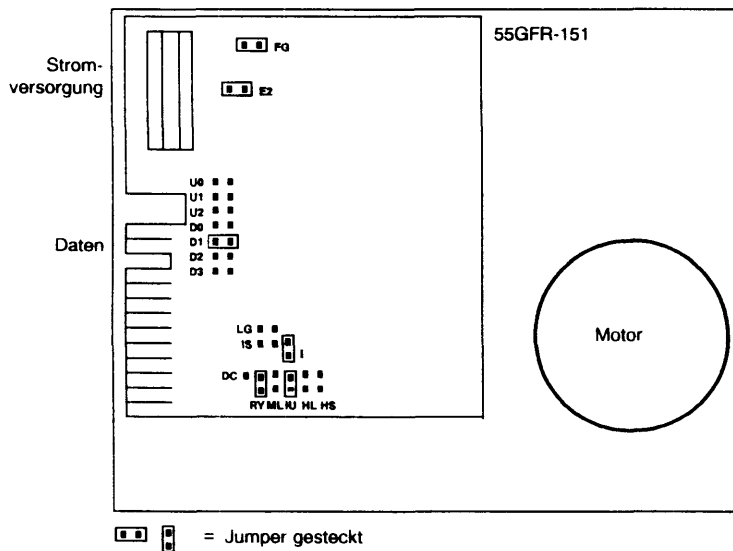 55GFR-151
Strom-
versorgung
FG
E2
U0
U1
U2
D0
Daten
D1
D2
D3
LG
IS
I
DC
RY ML IU HL HS
Motor
= Jumper gesteckt